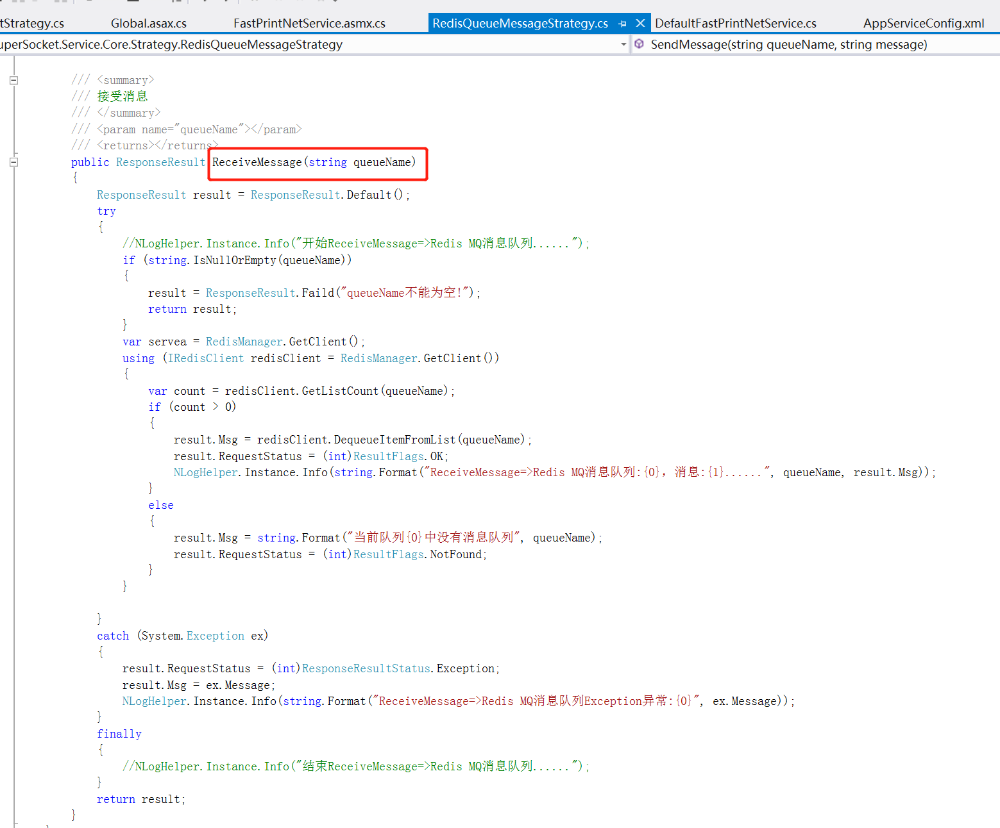 tStrategy.cs Global.asax.cs FastPrintNetService.asmx.cs RedisQueueMessageStrategy.cs DefaultFastPrintNetService.cs AppServiceConfig.xml
uperSocket.Service.Core.Strategy.RedisQueueMessageStrategy SendMessage(string queueName, string message)
/// <summary>
/// 接受消息
/// </summary>
/// <param name="queueName"></param>
/// <returns></returns>
public ResponseResult ReceiveMessage(string queueName)
{
ResponseResult result = ResponseResult.Default();
try
{
//NLogHelper.Instance.Info("开始ReceiveMessage=>Redis MQ消息队列......");
if (string.IsNullOrEmpty(queueName))
{
result = ResponseResult.Faild("queueName不能为空!");
return result;
}
var servea = RedisManager.GetClient();
using (IRedisClient redisClient = RedisManager.GetClient())
{
var count = redisClient.GetListCount(queueName);
if (count > 0)
{
result.Msg = redisClient.DequeueItemFromList(queueName);
result.RequestStatus = (int)ResultFlags.OK;
NLogHelper.Instance.Info(string.Format("ReceiveMessage=>Redis MQ消息队列:{0}，消息:{1}......", queueName, result.Msg));
}
else
{
result.Msg = string.Format("当前队列{0}中没有消息队列", queueName);
result.RequestStatus = (int)ResultFlags.NotFound;
}
}
}
catch (System.Exception ex)
{
result.RequestStatus = (int)ResponseResultStatus.Exception;
result.Msg = ex.Message;
NLogHelper.Instance.Info(string.Format("ReceiveMessage=>Redis MQ消息队列Exception异常:{0}", ex.Message));
}
finally
{
//NLogHelper.Instance.Info("结束ReceiveMessage=>Redis MQ消息队列......");
}
return result;
}